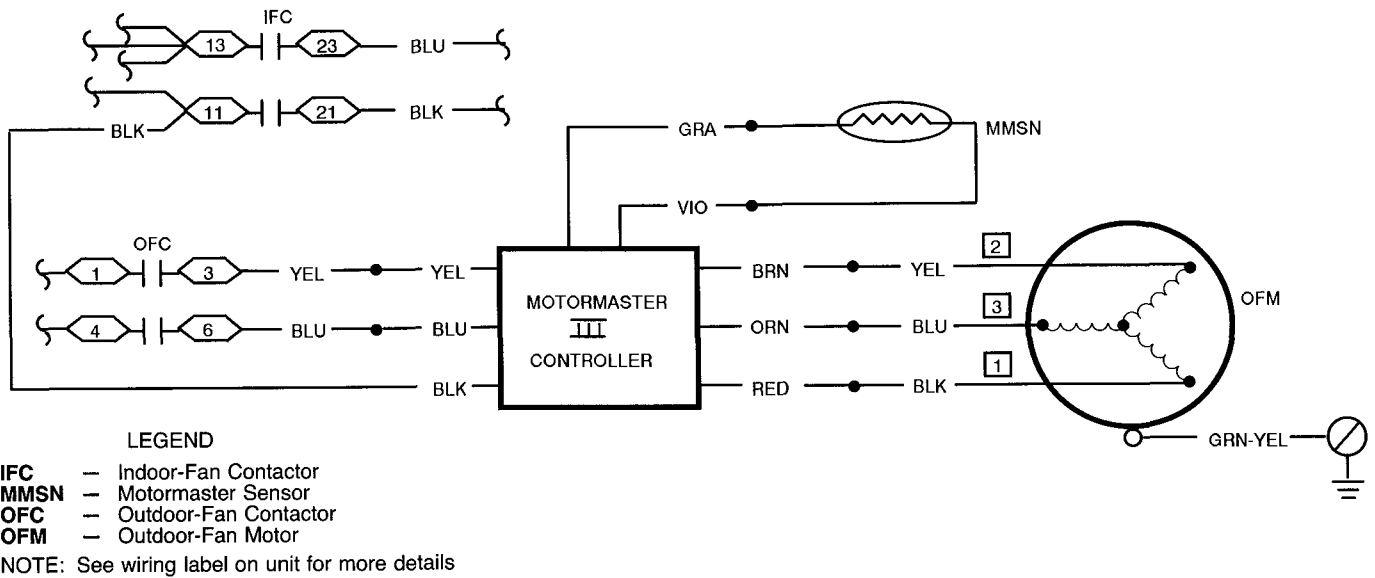 IFC
13 23 BLU
11 21 BLK
BLK
GRA MMSN
VIO
OFC
1 3 YEL YEL
4 6 BLU BLU
BLK
MOTORMASTER
III
CONTROLLER
BRN YEL 2
ORN BLU 3
RED BLK 1
OFM
GRN-YEL
LEGEND
IFC — Indoor-Fan Contactor
MMSN — Motormaster Sensor
OFC — Outdoor-Fan Contactor
OFM — Outdoor-Fan Motor
NOTE: See wiring label on unit for more details